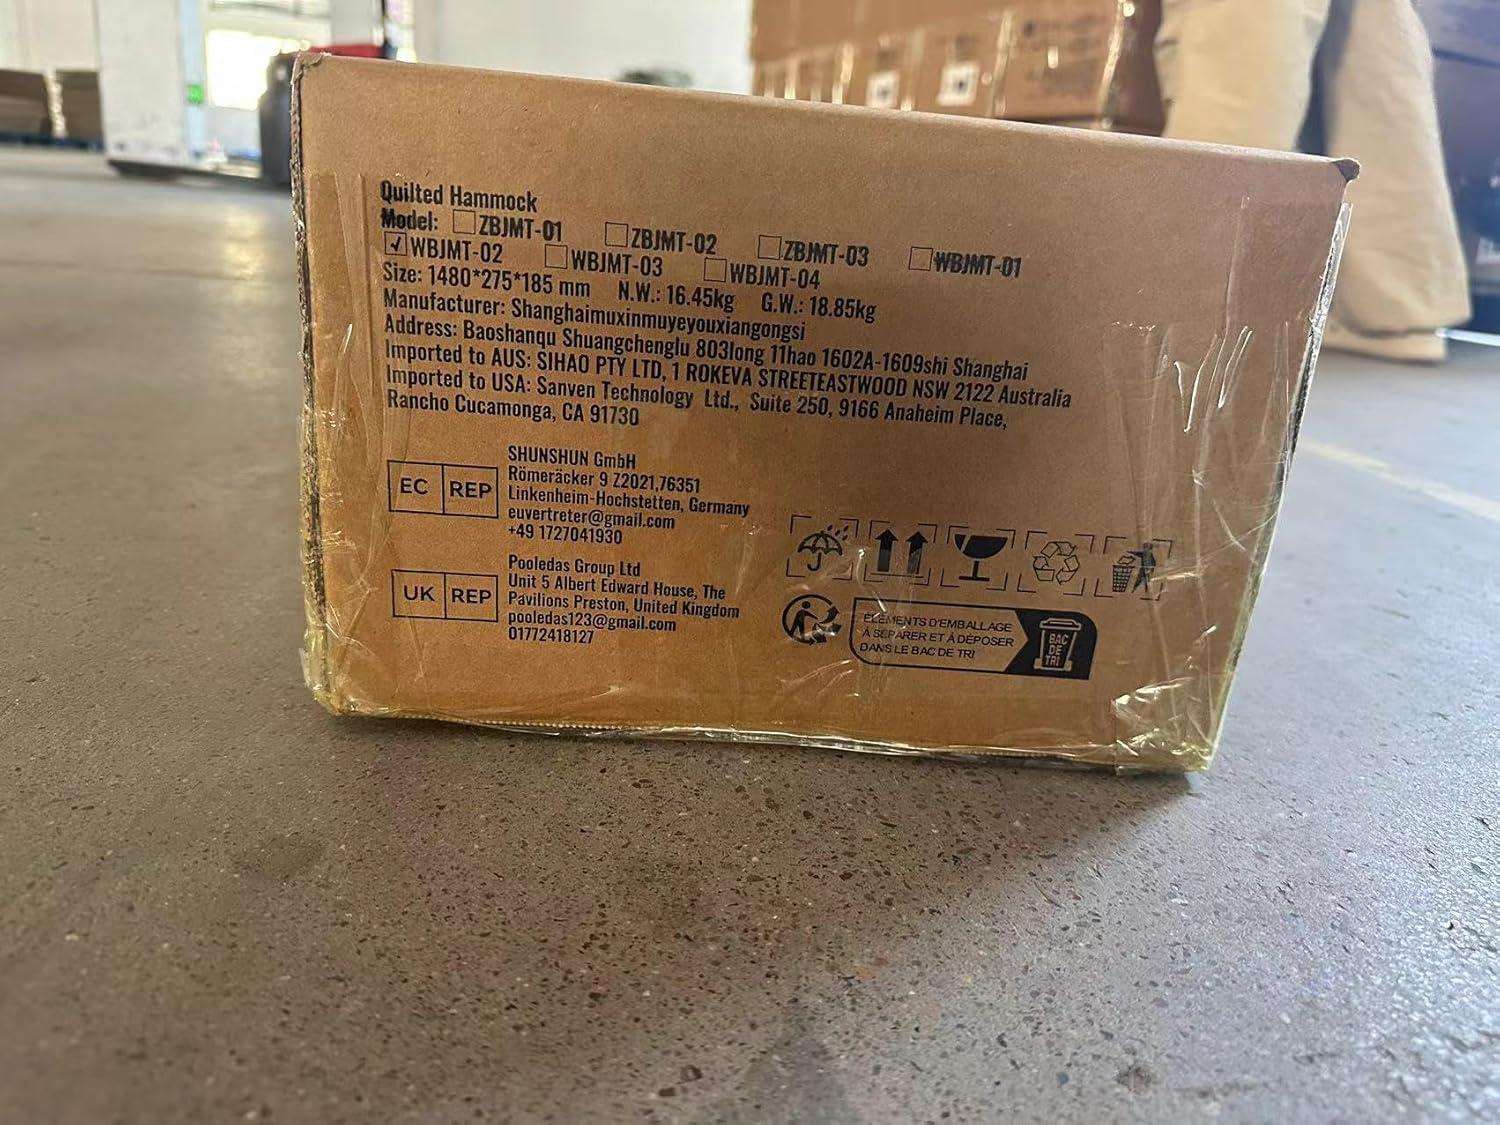 Quilted Hammock
Model: ZBJMT-01 ZBJMT-02 ZBJMT-03 WBJMT-01
✓ WBJMT-02 WBJMT-03 WBJMT-04
Size: 1480*275*185 mm N.W.: 16.45kg G.W.: 18.85kg
Manufacturer: Shanghaimuxinmuyeyouxiangongsi
Address: Baoshanqu Shuangchenglu 803long 11hao 1602A-1609shi Shanghai
Imported to AUS: SIHAO PTY LTD, 1 ROKEVA STREETEASTWOOD NSW 2122 Australia
Imported to USA: Sanven Technology Ltd., Suite 250, 9166 Anaheim Place,
Rancho Cucamonga, CA 91730
EC REP
SHUNSHUN GmbH
Römeräcker 9 Z2021,76351
Linkenheim-Hochstetten, Germany
euvertreter@gmail.com
+49 1727041930
UK REP
Pooledas Group Ltd
Unit 5 Albert Edward House, The
Pavilions Preston, United Kingdom
pooledas123@gmail.com
01772418127
ÉLÉMENTS D'EMBALLAGE
À SÉPARER ET À DÉPOSER
DANS LE BAC DE TRI
BAC
DE
TRI